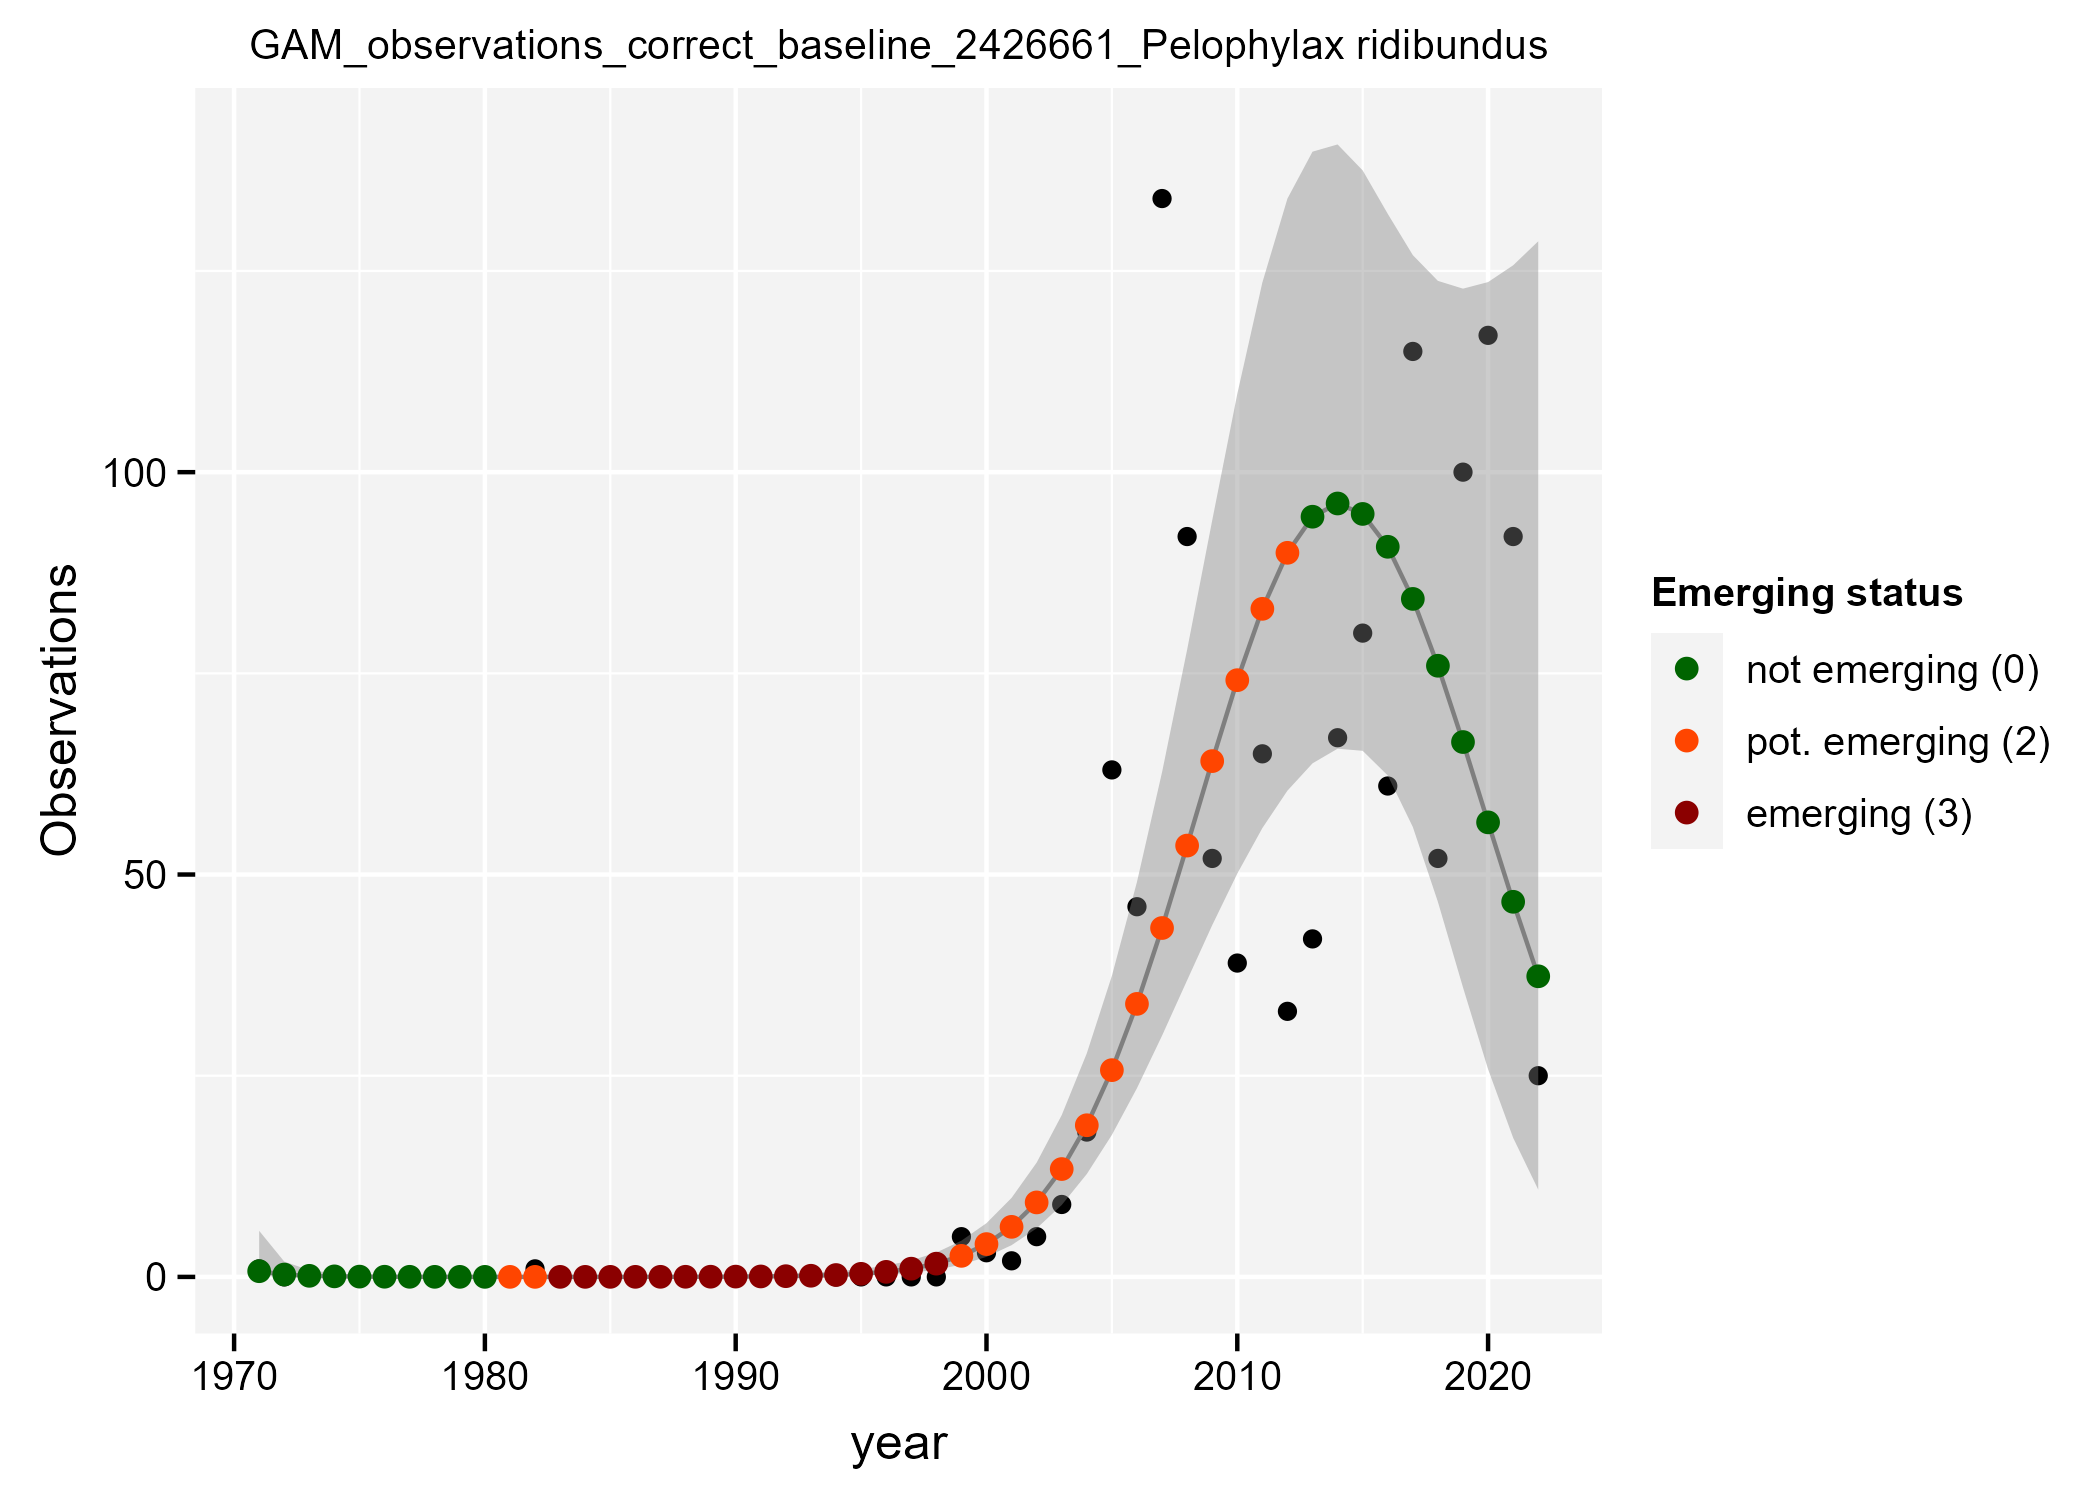 GAM_observations_correct_baseline_2426661_Pelophylax ridibundus
Observations
100
50
0
1970 1980 1990 2000 2010 2020
year
Emerging status
not emerging (0)
pot. emerging (2)
emerging (3)